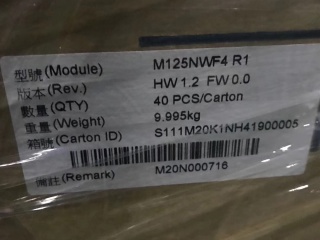 型號(Module) M125NWF4 R1
版本(Rev.) HW 1.2 FW 0.0
數量(QTY) 40 PCS/Carton
重量(Weight) 9.995kg
箱號(Carton ID) S111M20K1NH41900005
備註(Remark) M20N000716